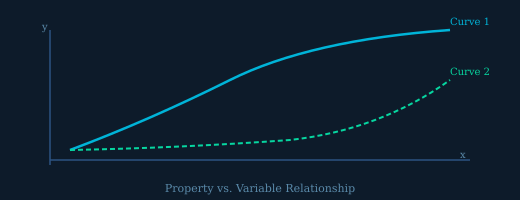 Curve 1
y
Curve 2
x
Property vs. Variable Relationship